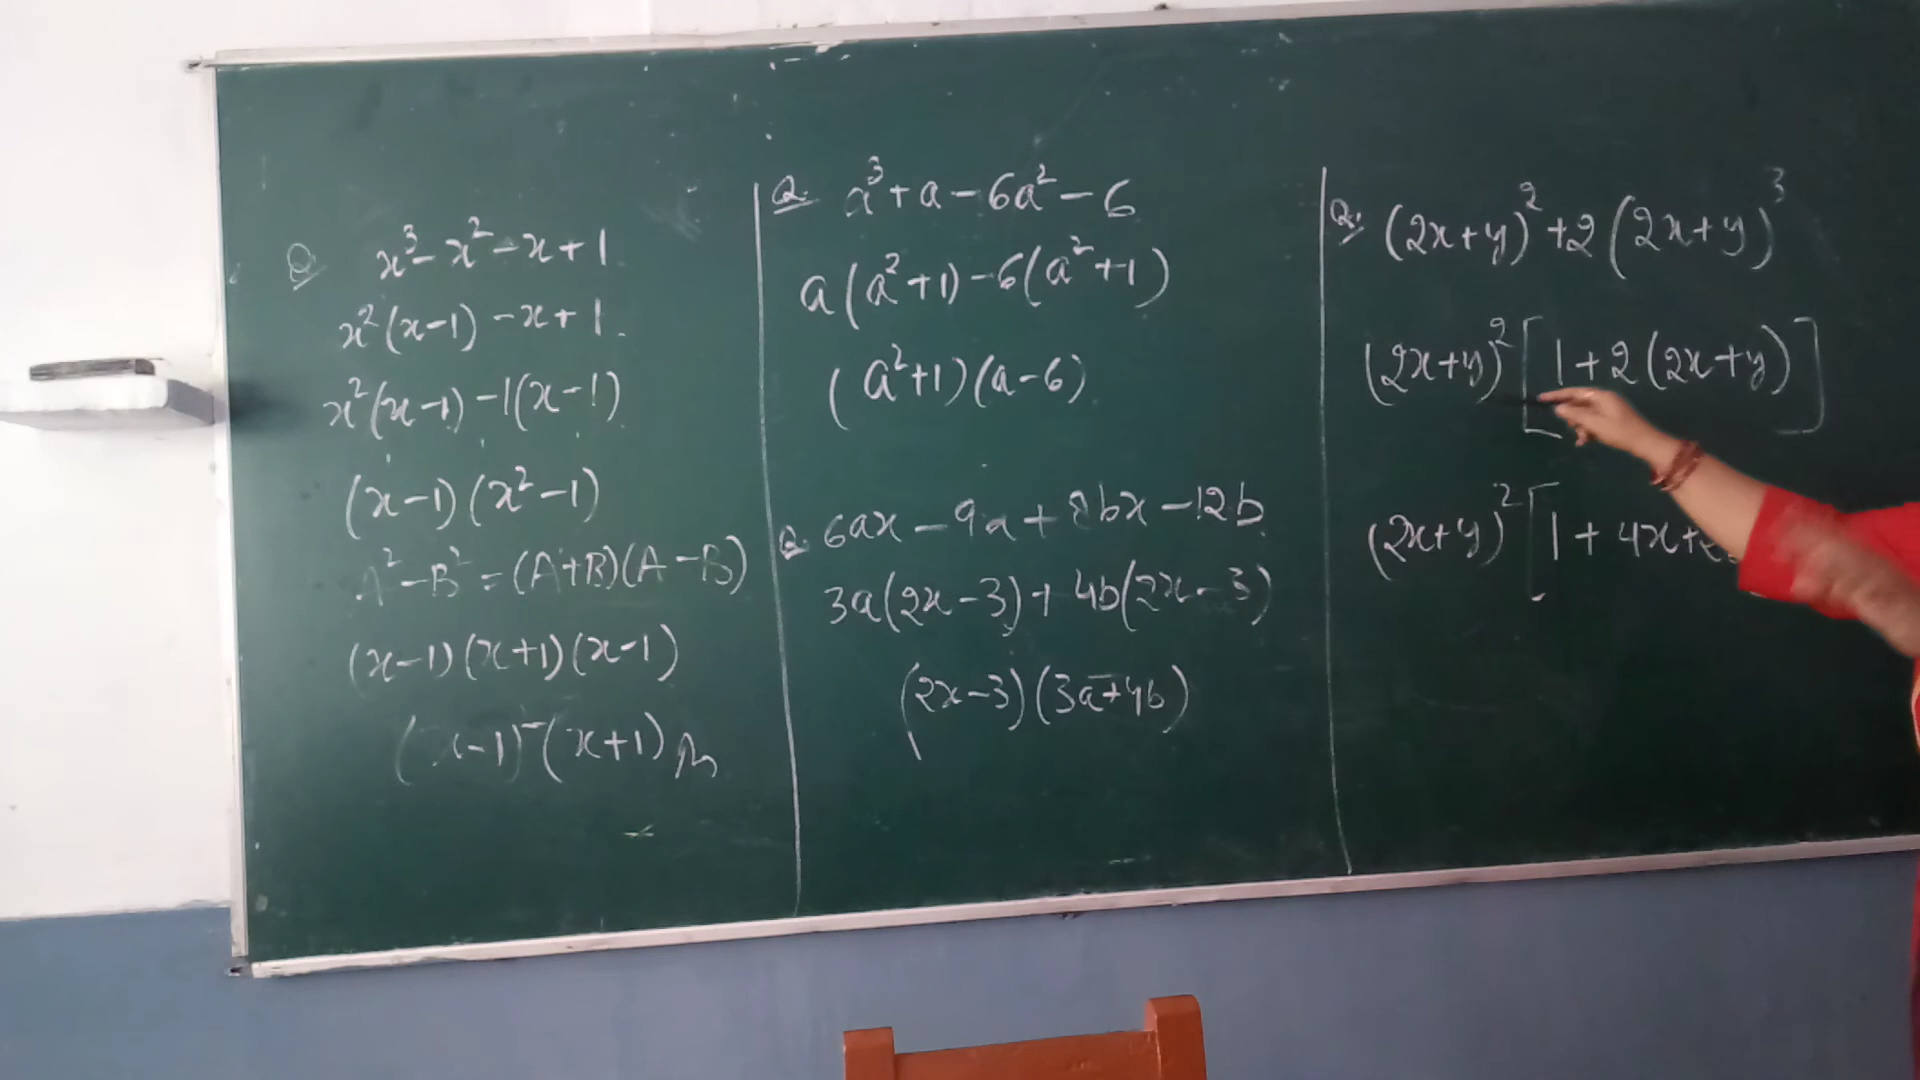 Q x³ - x² - x + 1
x²(x-1) - x + 1
x²(x-1) - 1(x-1)
(x-1)(x²-1)
A² - B² = (A+B)(A-B)
(x-1)(x+1)(x-1)
(x-1)²(x+1)
Q. a³ + a - 6a² - 6
a(a²+1) - 6(a²+1)
(a²+1)(a-6)
Q. 6ax - 9a + 8bx - 12b
3a(2x-3) + 4b(2x-3)
(2x-3)(3a+4b)
Q. (2x+y)² + 2(2x+y)³
(2x+y)² [1 + 2(2x+y)]
(2x+y)² [1 + 4x +